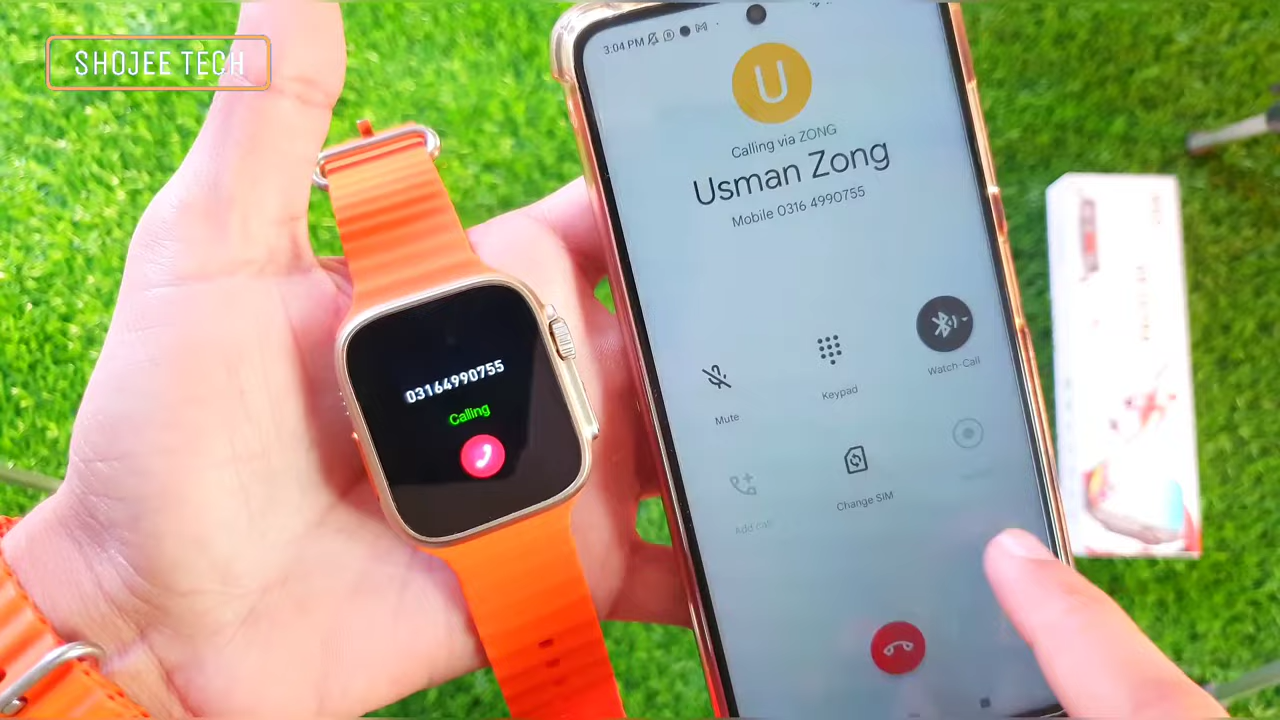 SHOJEE TECH
3:04 PM
U
Calling via ZONG
Usman Zong
Mobile 0316 4990755
03164990755
Calling
Mute
Keypad
Watch-Call
Add call
Change SIM